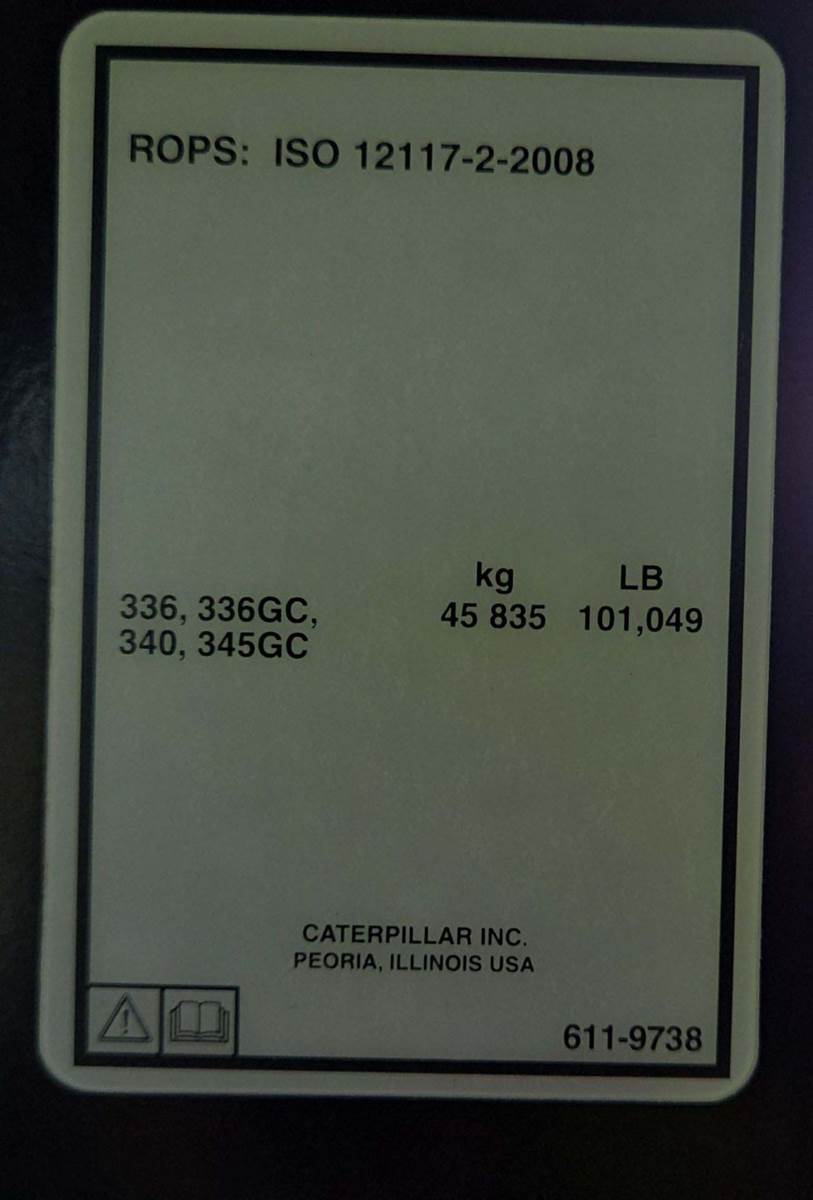 ROPS: ISO 12117-2-2008
kg LB
336, 336GC, 45 835 101,049
340, 345GC
CATERPILLAR INC.
PEORIA, ILLINOIS USA
611-9738